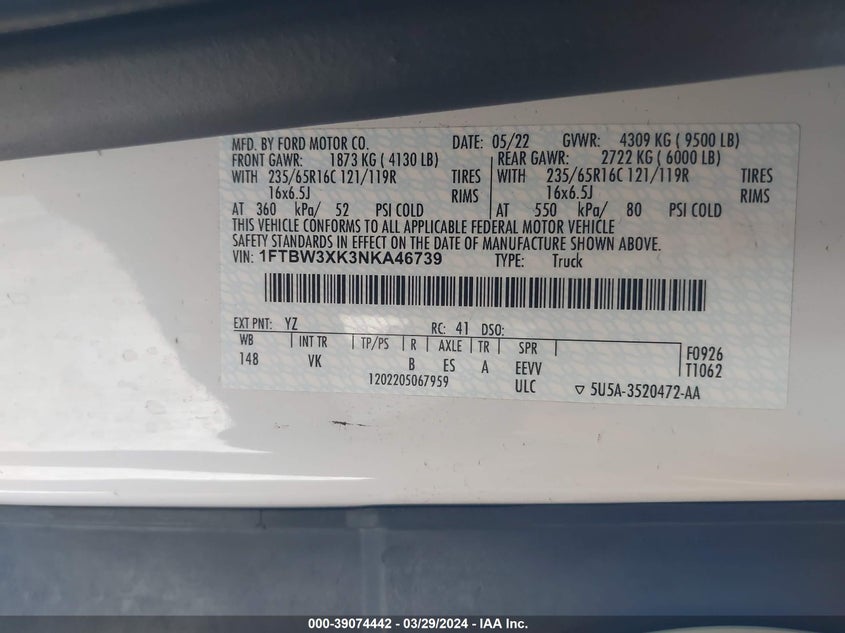 MFD. BY FORD MOTOR CO. DATE: 05/22 GVWR: 4309 KG ( 9500 LB)
FRONT GAWR: 1873 KG ( 4130 LB) REAR GAWR: 2722 KG ( 6000 LB)
WITH 235/65R16C 121/119R TIRES WITH 235/65R16C 121/119R TIRES
16x6.5J RIMS 16x6.5J RIMS
AT 360 kPa/ 52 PSI COLD AT 550 kPa/ 80 PSI COLD
THIS VEHICLE CONFORMS TO ALL APPLICABLE FEDERAL MOTOR VEHICLE
SAFETY STANDARDS IN EFFECT ON THE DATE OF MANUFACTURE SHOWN ABOVE.
VIN: 1FTBW3XK3NKA46739 TYPE: Truck
EXT PNT: YZ RC: 41 DSO:
WB INT TR TP/PS R AXLE TR SPR F0926
148 VK B ES A EEVV T1062
1202205067959 ULC ▽ 5U5A-3520472-AA
000-39074442 - 03/29/2024 - IAA Inc.